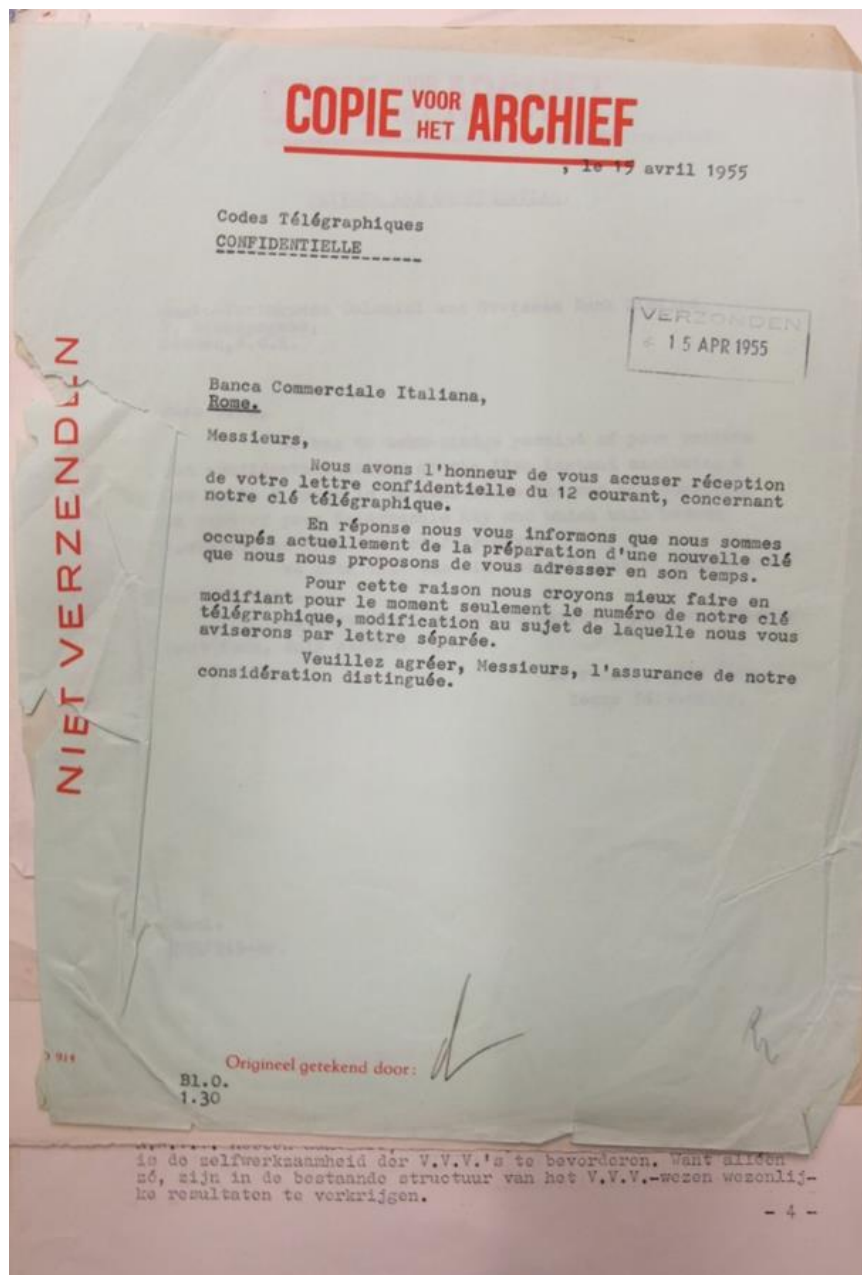 COPIE VOOR HET ARCHIEF
, le 15 avril 1955
Codes Télégraphiques
CONFIDENTIELLE
VERZONDEN
15 APR 1955
Banca Commerciale Italiana,
Rome.
Messieurs,
Nous avons l'honneur de vous accuser réception
de votre lettre confidentielle du 12 courant, concernant
notre clé télégraphique.
En réponse nous vous informons que nous sommes
occupés actuellement de la préparation d'une nouvelle clé
que nous nous proposons de vous adresser en son temps.
Pour cette raison nous croyons mieux faire en
modifiant pour le moment seulement le numéro de notre clé
télégraphique, modification au sujet de laquelle nous vous
aviserons par lettre séparée.
Veuillez agréer, Messieurs, l'assurance de notre
considération distinguée.
NIET VERZENDEN
914
Origineel getekend door:
Bl.O.
1.30
is de zelfwerkzaamheid der V.V.V.'s te bevorderen. Want alléén
zó, zijn in de bestaande structuur van het V.V.V.-wezen wezenlij-
ke resultaten te verkrijgen.
- 4 -